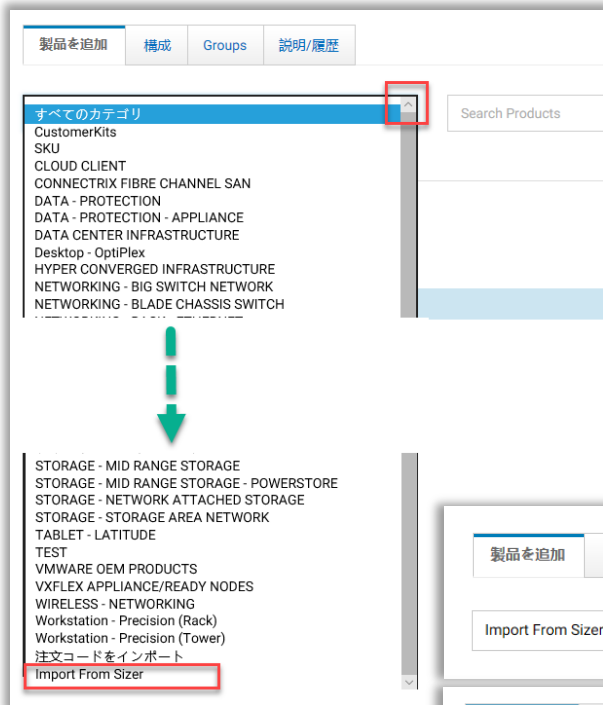 製品を追加
構成
Groups
説明/履歴
すべてのカテゴリ
Search Products
CustomerKits
SKU
CLOUD CLIENT
CONNECTRIX FIBRE CHANNEL SAN
DATA - PROTECTION
DATA - PROTECTION - APPLIANCE
DATA CENTER INFRASTRUCTURE
Desktop - OptiPlex
HYPER CONVERGED INFRASTRUCTURE
NETWORKING - BIG SWITCH NETWORK
NETWORKING - BLADE CHASSIS SWITCH
STORAGE - MID RANGE STORAGE
STORAGE - MID RANGE STORAGE - POWERSTORE
STORAGE - NETWORK ATTACHED STORAGE
STORAGE - STORAGE AREA NETWORK
TABLET - LATITUDE
TEST
VMWARE OEM PRODUCTS
VXFLEX APPLIANCE/READY NODES
WIRELESS - NETWORKING
Workstation - Precision (Rack)
Workstation - Precision (Tower)
注文コードをインポート
Import From Sizer
製品を追加
Import From Sizer